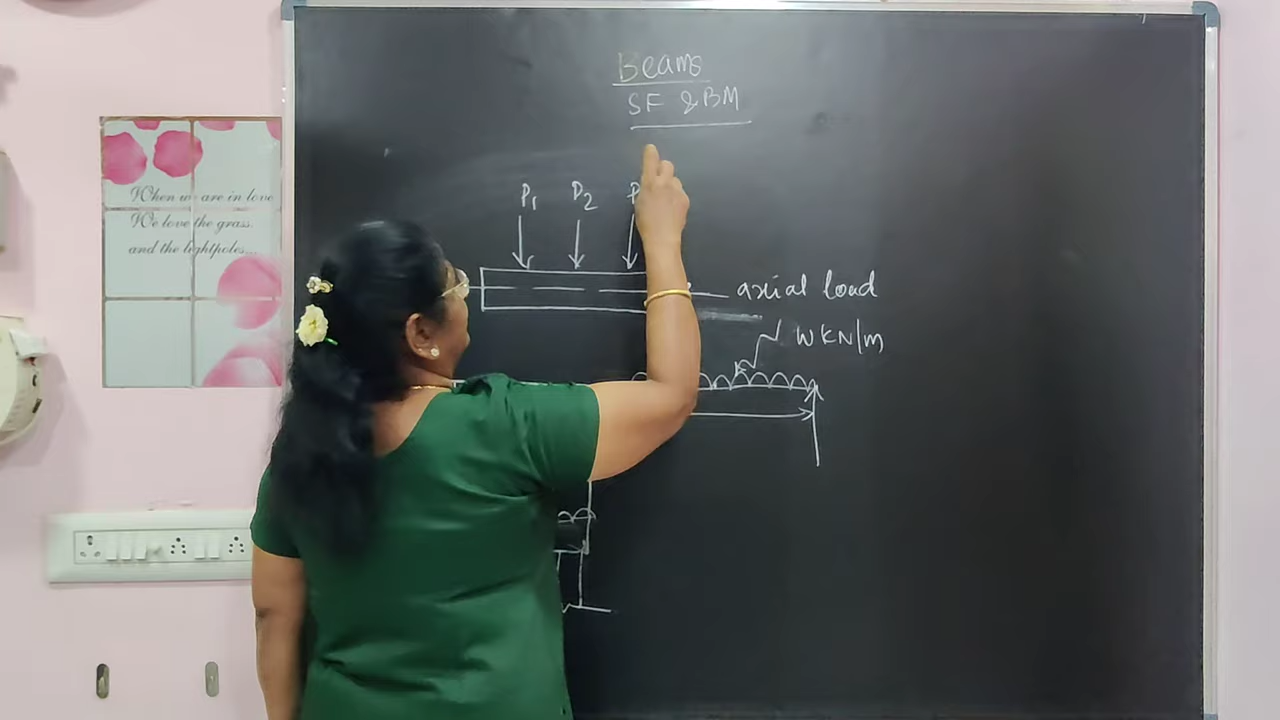 Beams
SF & BM
P1 P2 P
axial load
W KN/m
When we are in love
We love the grass,
and the lightpoles...